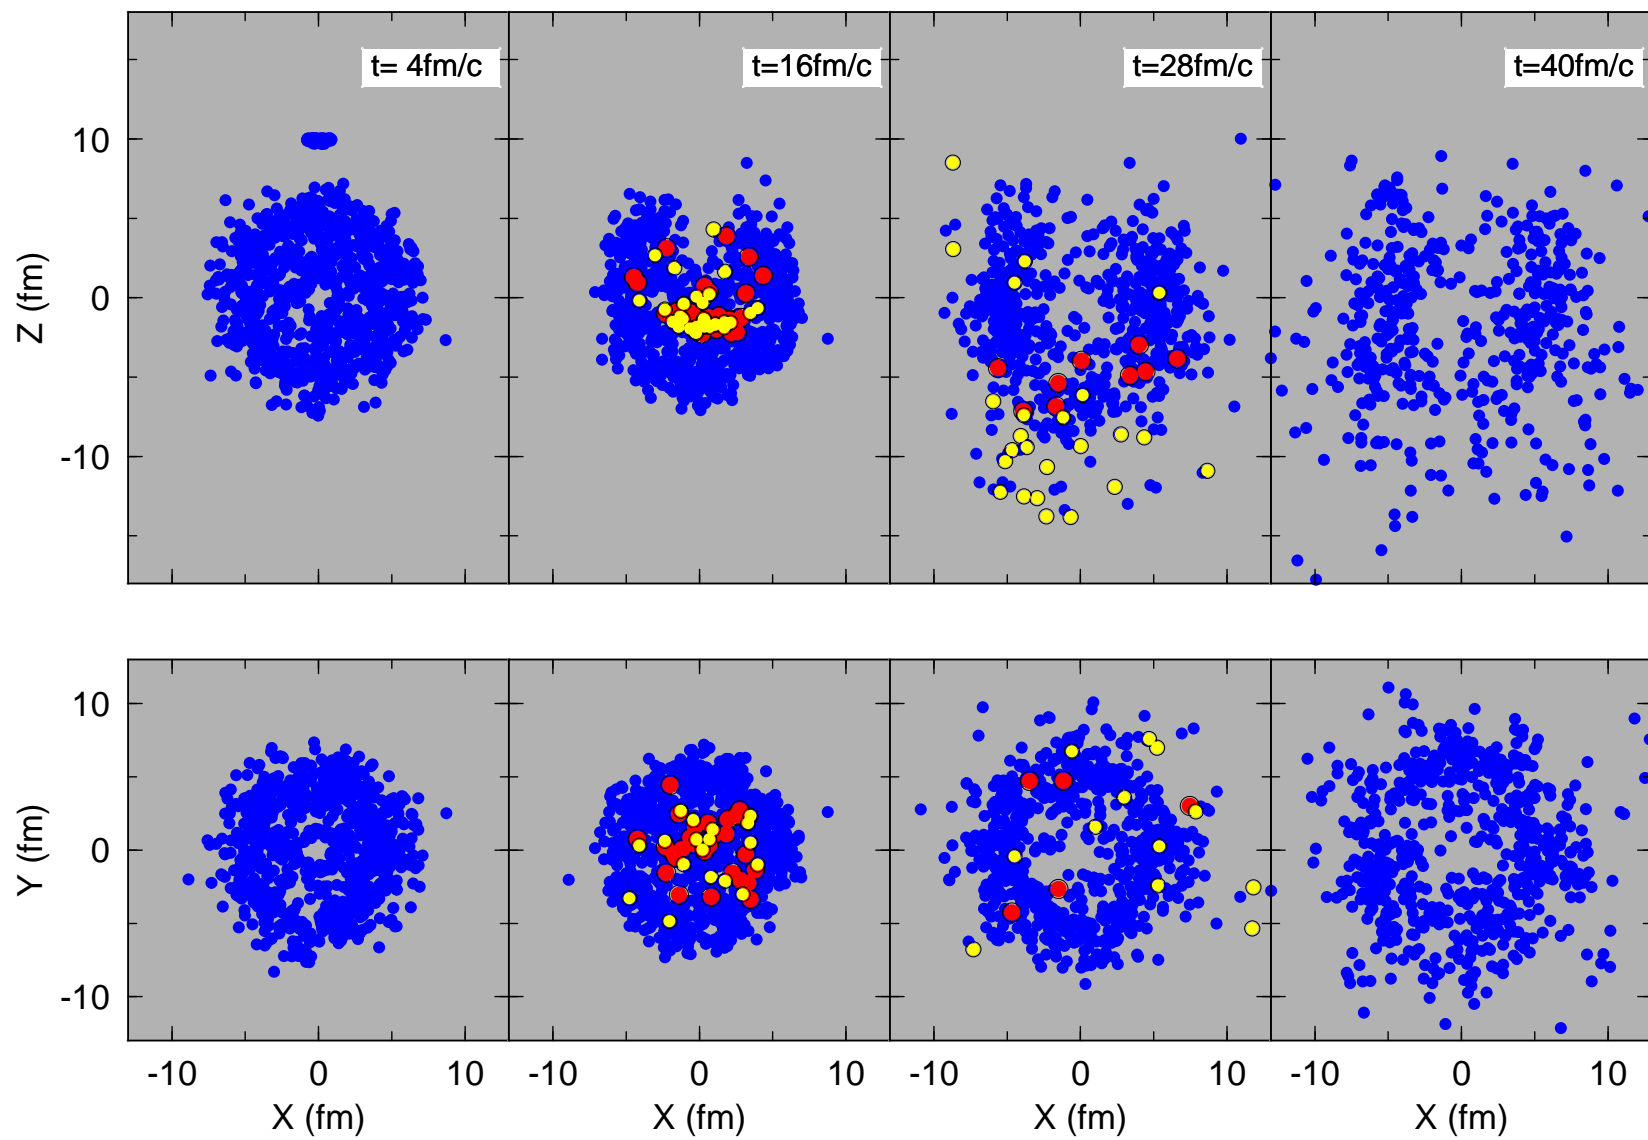 t= 4fm/c t=16fm/c t=28fm/c t=40fm/c
10
0
-10
Z (fm)
10
0
-10
Y (fm)
-10 0 10 -10 0 10 -10 0 10 -10 0 10
X (fm) X (fm) X (fm) X (fm)